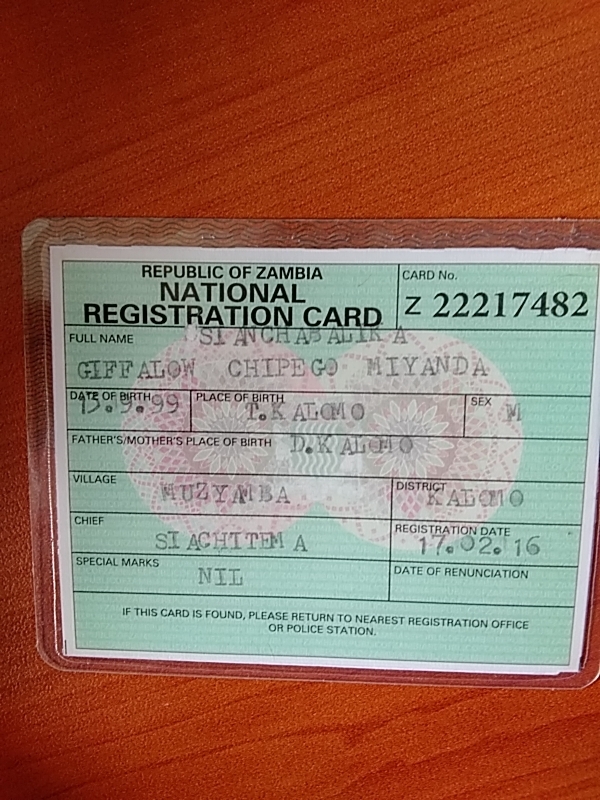 REPUBLIC OF ZAMBIA
NATIONAL
REGISTRATION CARD
CARD No.
Z 22217482
FULL NAME SIANCHABALIKA
GIFFALOW CHIPEGO MIYANDA
DATE OF BIRTH 13.9.99
PLACE OF BIRTH T.KALOMO
SEX M
FATHER'S/MOTHER'S PLACE OF BIRTH D.KALOMO
VILLAGE MUZYAMBA
DISTRICT KALOMO
CHIEF SIACHITEMA
REGISTRATION DATE 17.02.16
SPECIAL MARKS NIL
DATE OF RENUNCIATION
IF THIS CARD IS FOUND, PLEASE RETURN TO NEAREST REGISTRATION OFFICE
OR POLICE STATION.